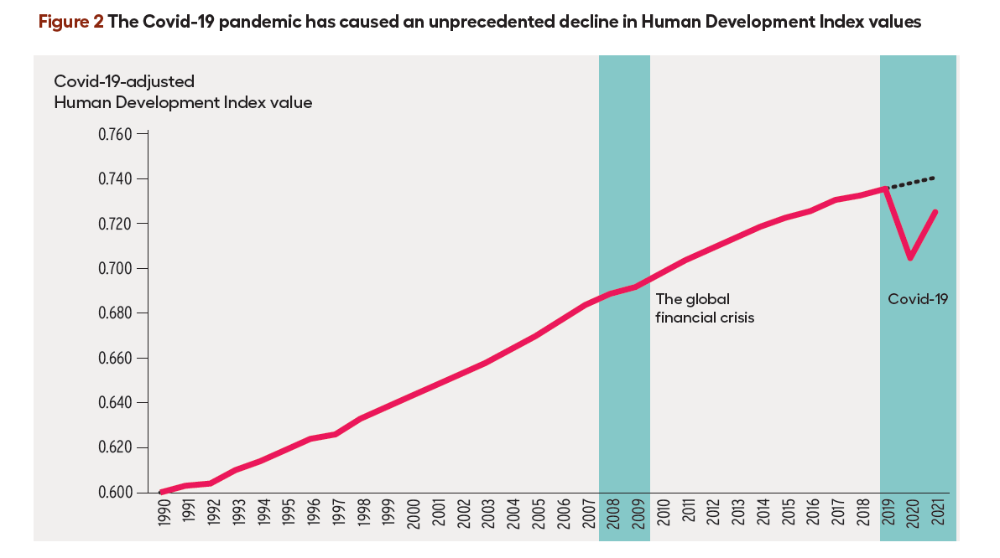 Figure 2 The Covid-19 pandemic has caused an unprecedented decline in Human Development Index values
Covid-19-adjusted
Human Development Index value
0.760
0.740
0.720
0.700
0.680
0.660
0.640
0.620
0.600
The global
financial crisis
Covid-19
1990 1991 1992 1993 1994 1995 1996 1997 1998 1999 2000 2001 2002 2003 2004 2005 2006 2007 2008 2009 2010 2011 2012 2013 2014 2015 2016 2017 2018 2019 2020 2021